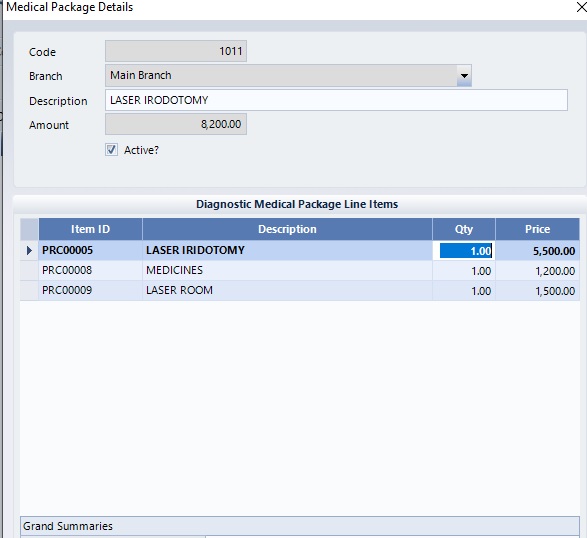 Medical Package Details
Code 1011
Branch Main Branch
Description LASER IRODOTOMY
Amount 8,200.00
Active?
Diagnostic Medical Package Line Items
Item ID Description Qty Price
PRC00005 LASER IRIDOTOMY 1.00 5,500.00
PRC00008 MEDICINES 1.00 1,200.00
PRC00009 LASER ROOM 1.00 1,500.00
Grand Summaries